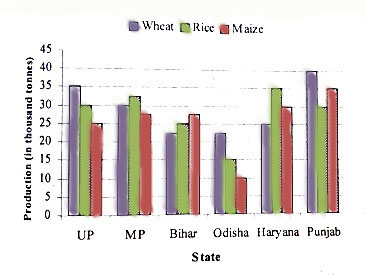 Wheat Rice Maize
Production (in thousand tonnes)
45
40
35
30
25
20
15
10
5
0
UP MP Bihar Odisha Haryana Punjab
State